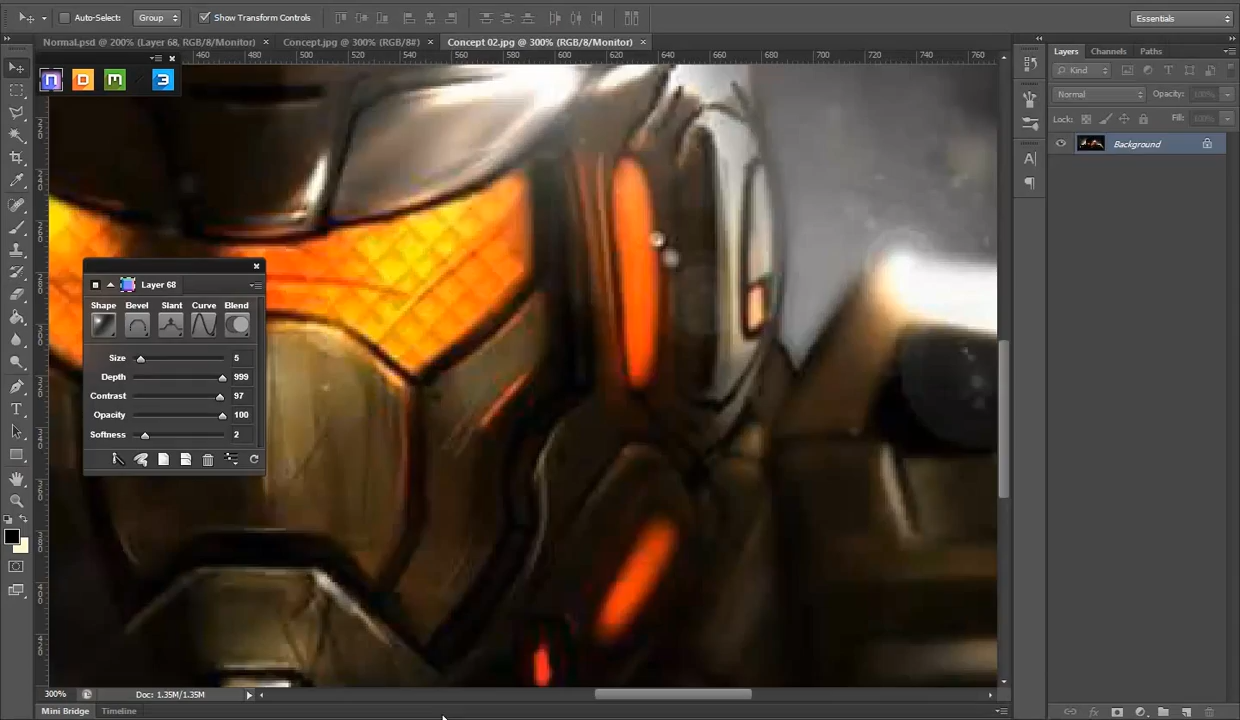 Auto-Select: Group Show Transform Controls Essentials
Normal.psd @ 200% (Layer 68, RGB/8/Monitor) × Concept.jpg @ 300% (RGB/8#) × Concept 02.jpg @ 300% (RGB/8/Monitor) ×
460 480 500 520 540 560 580 600 620 640 660 680 700 720 740 760
n D m 3
Layers Channels Paths
Kind
Normal Opacity: 100%
Lock: Fill: 100%
Background
Layer 68
Shape Bevel Slant Curve Blend
Size 5
Depth 999
Contrast 97
Opacity 100
Softness 2
300% Doc: 1.35M/1.35M
Mini Bridge Timeline